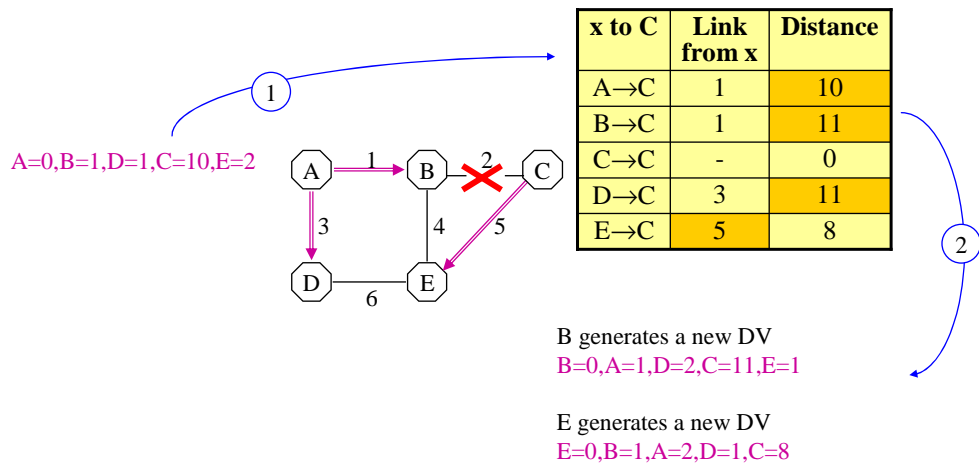 x to C Link from x Distance
A→C 1 10
B→C 1 11
C→C - 0
D→C 3 11
E→C 5 8
1
A=0,B=1,D=1,C=10,E=2
A 1 B 2 C
3 4 5
D 6 E
2
B generates a new DV
B=0,A=1,D=2,C=11,E=1
E generates a new DV
E=0,B=1,A=2,D=1,C=8